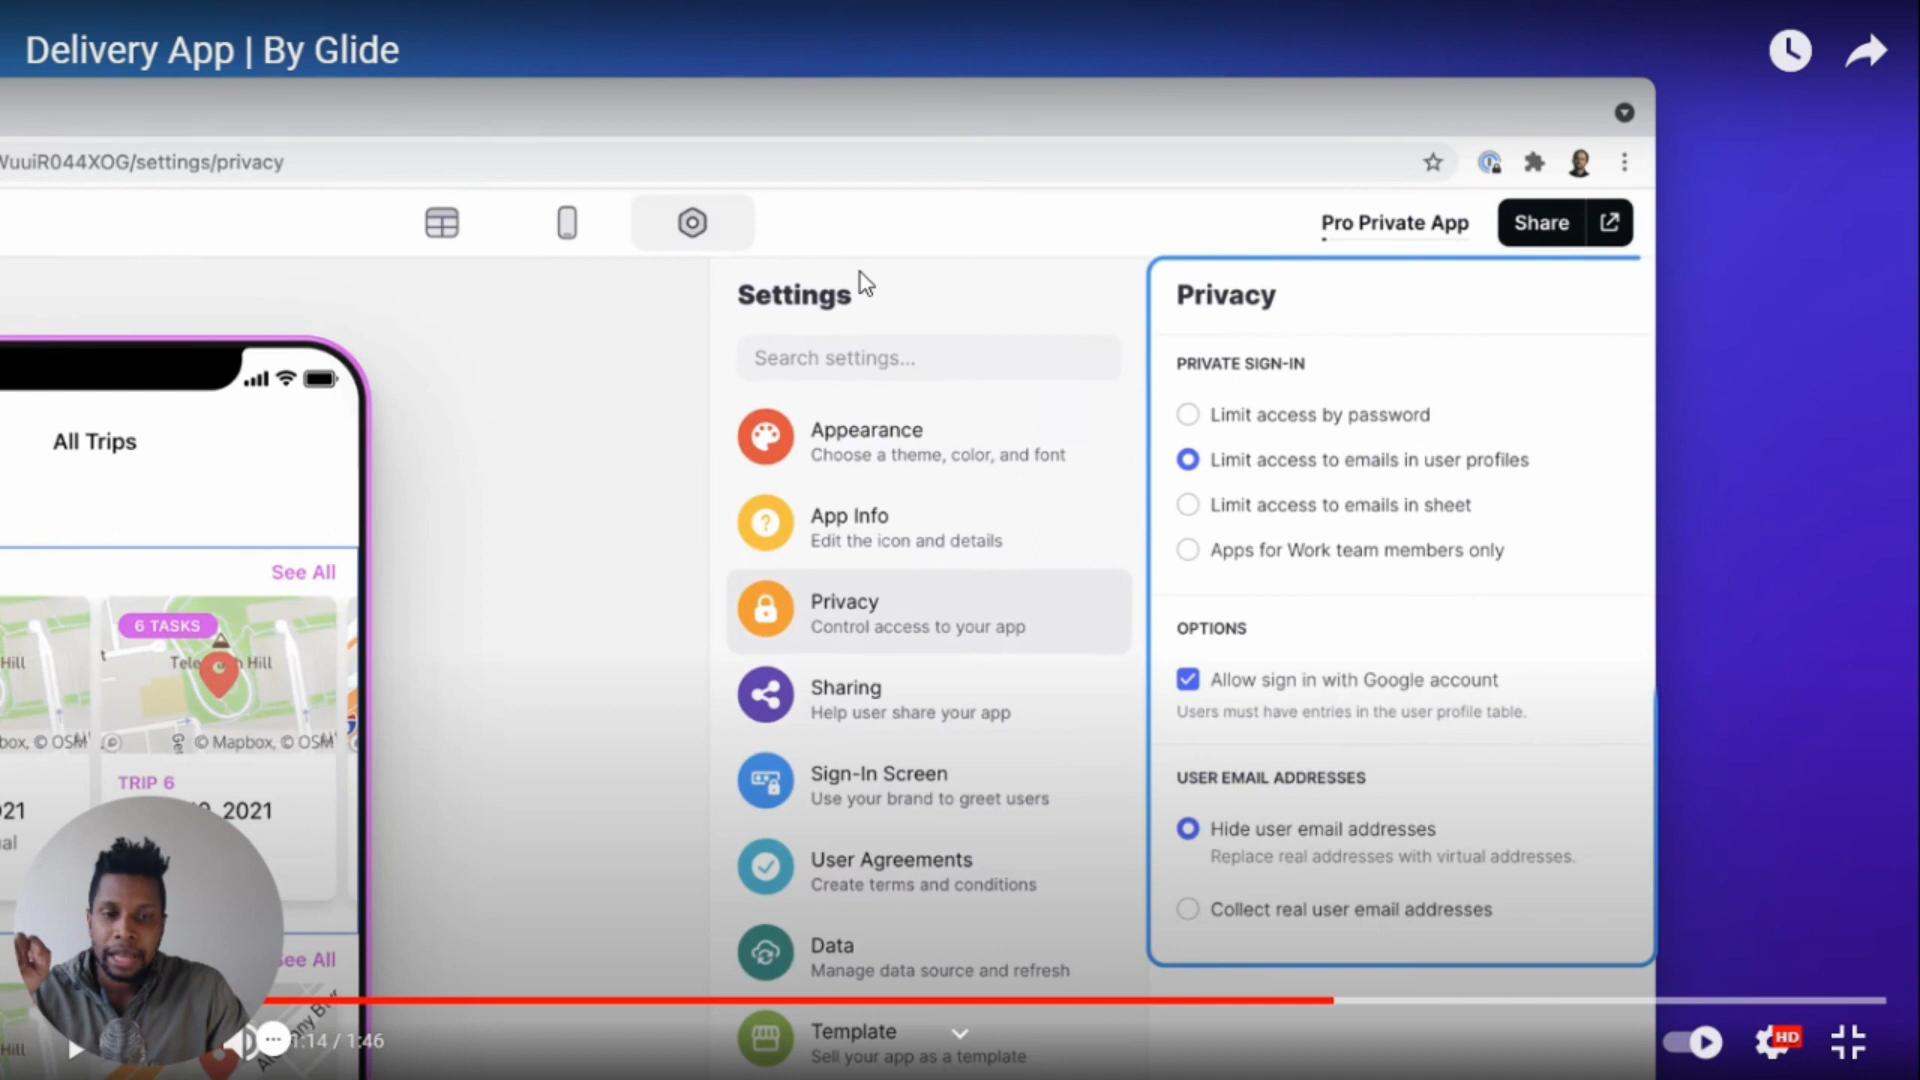 Delivery App | By Glide
WuuiR044XOG/settings/privacy
Pro Private App
Share
Settings
Privacy
Search settings...
PRIVATE SIGN-IN
Limit access by password
Limit access to emails in user profiles
Limit access to emails in sheet
Apps for Work team members only
OPTIONS
Allow sign in with Google account
Users must have entries in the user profile table.
USER EMAIL ADDRESSES
Hide user email addresses
Replace real addresses with virtual addresses.
Collect real user email addresses
Appearance
Choose a theme, color, and font
App Info
Edit the icon and details
Privacy
Control access to your app
Sharing
Help user share your app
Sign-In Screen
Use your brand to greet users
User Agreements
Create terms and conditions
Data
Manage data source and refresh
Template
Sell your app as a template
All Trips
See All
6 TASKS
Hill
Hill
© OSM
© Mapbox, © OSM
TRIP 6
2021
See All
Hill
1:14 / 1:46
HD